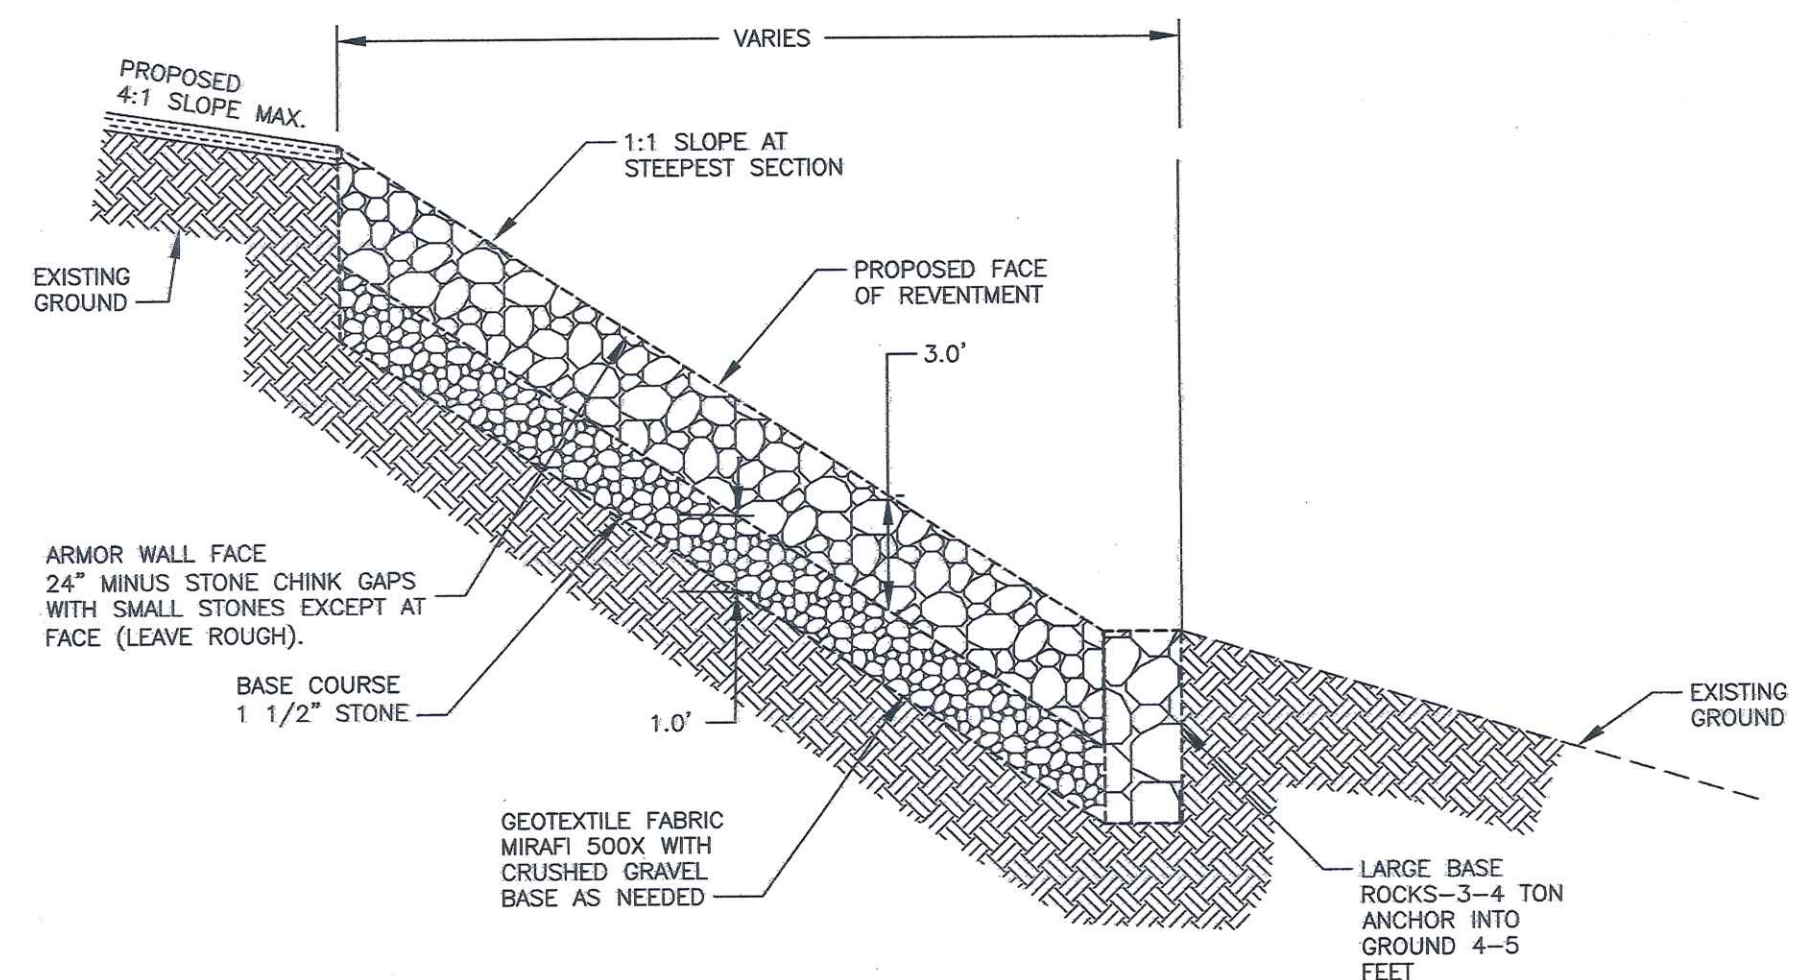 VARIES
PROPOSED
4:1 SLOPE MAX.
1:1 SLOPE AT
STEEPEST SECTION
EXISTING
GROUND
PROPOSED FACE
OF REVENTMENT
3.0'
ARMOR WALL FACE
24" MINUS STONE CHINK GAPS
WITH SMALL STONES EXCEPT AT
FACE (LEAVE ROUGH).
BASE COURSE
1 1/2" STONE
1.0'
EXISTING
GROUND
GEOTEXTILE FABRIC
MIRAFI 500X WITH
CRUSHED GRAVEL
BASE AS NEEDED
LARGE BASE
ROCKS-3-4 TON
ANCHOR INTO
GROUND 4-5
FEET